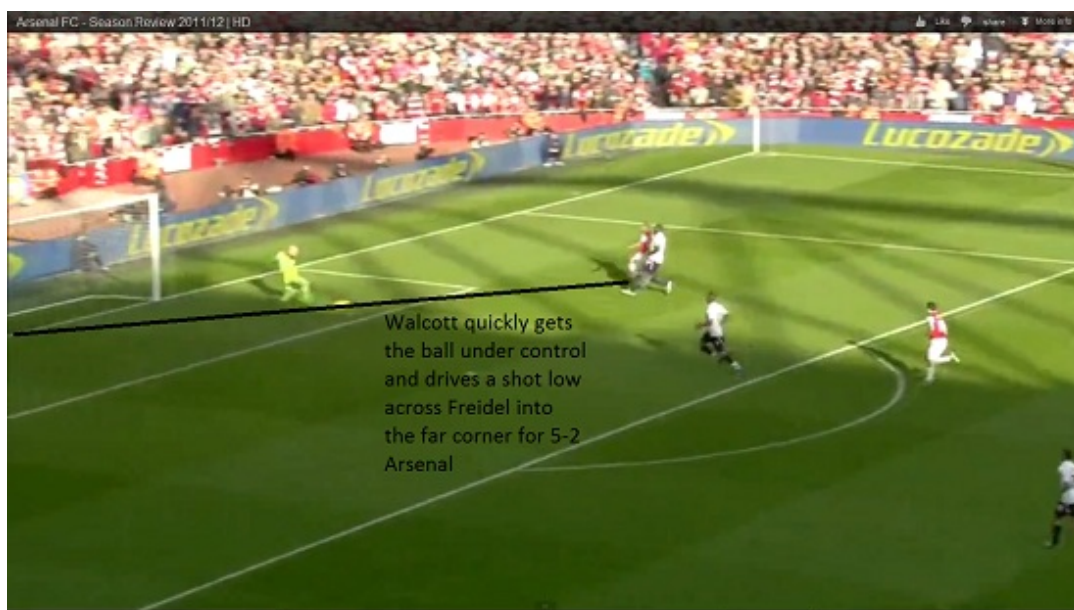 Arsenal FC - Season Review 2011/12 | HD
Like share More info
Lucozade Lucozade
Lucozade
Lucozade
Walcott quickly gets
the ball under control
and drives a shot low
across Freidel into
the far corner for 5-2
Arsenal